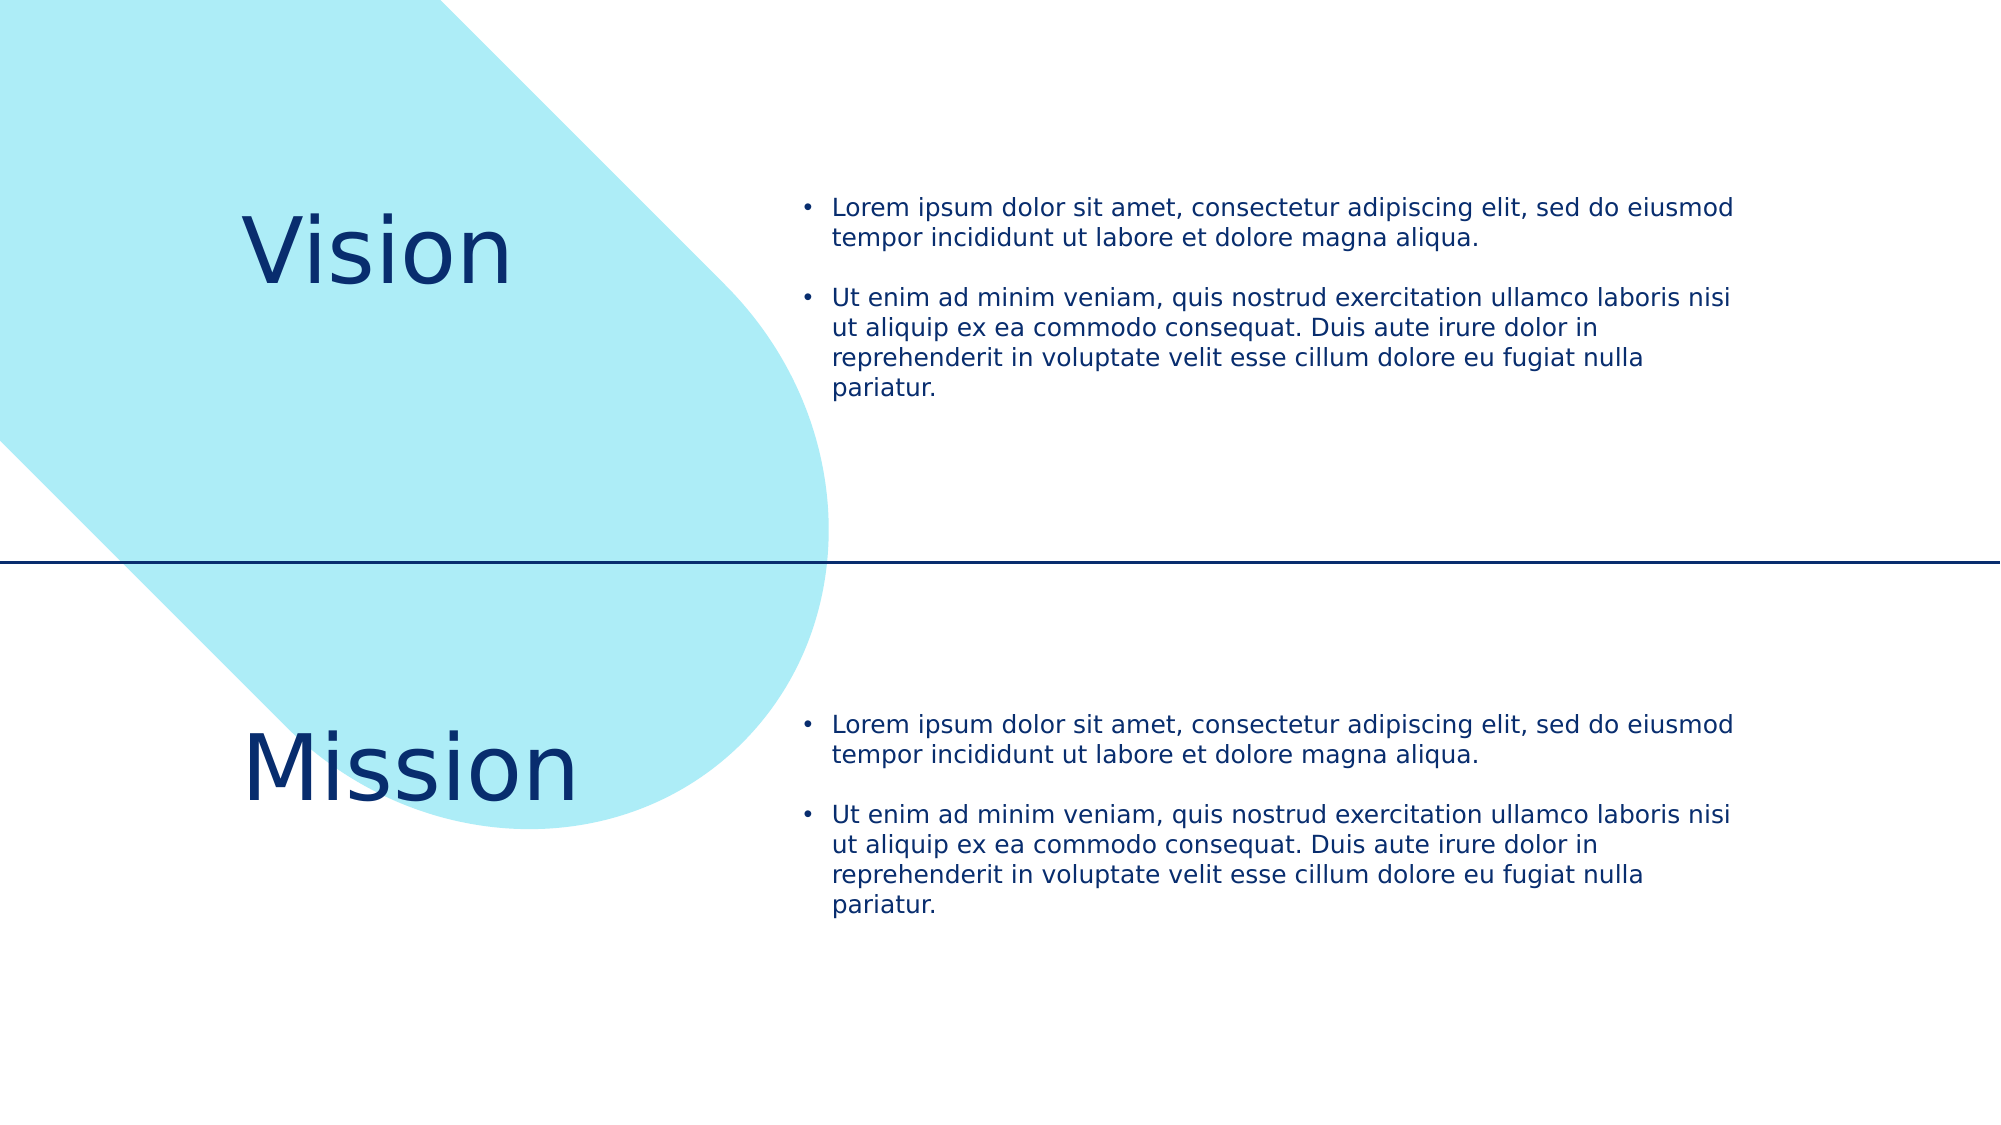 Vision
• Lorem ipsum dolor sit amet, consectetur adipiscing elit, sed do eiusmod
tempor incididunt ut labore et dolore magna aliqua.
• Ut enim ad minim veniam, quis nostrud exercitation ullamco laboris nisi
ut aliquip ex ea commodo consequat. Duis aute irure dolor in
reprehenderit in voluptate velit esse cillum dolore eu fugiat nulla
pariatur.
Mission
• Lorem ipsum dolor sit amet, consectetur adipiscing elit, sed do eiusmod
tempor incididunt ut labore et dolore magna aliqua.
• Ut enim ad minim veniam, quis nostrud exercitation ullamco laboris nisi
ut aliquip ex ea commodo consequat. Duis aute irure dolor in
reprehenderit in voluptate velit esse cillum dolore eu fugiat nulla
pariatur.